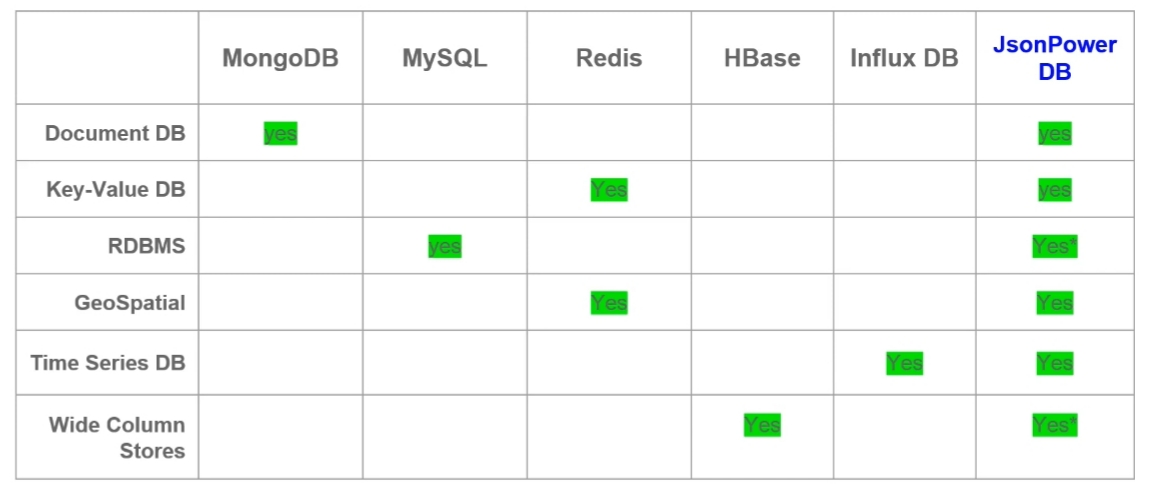 MongoDB MySQL Redis HBase Influx DB JsonPower
DB
Document DB yes yes
Key-Value DB Yes yes
RDBMS yes Yes*
GeoSpatial Yes Yes
Time Series DB Yes Yes
Wide Column Yes Yes*
Stores